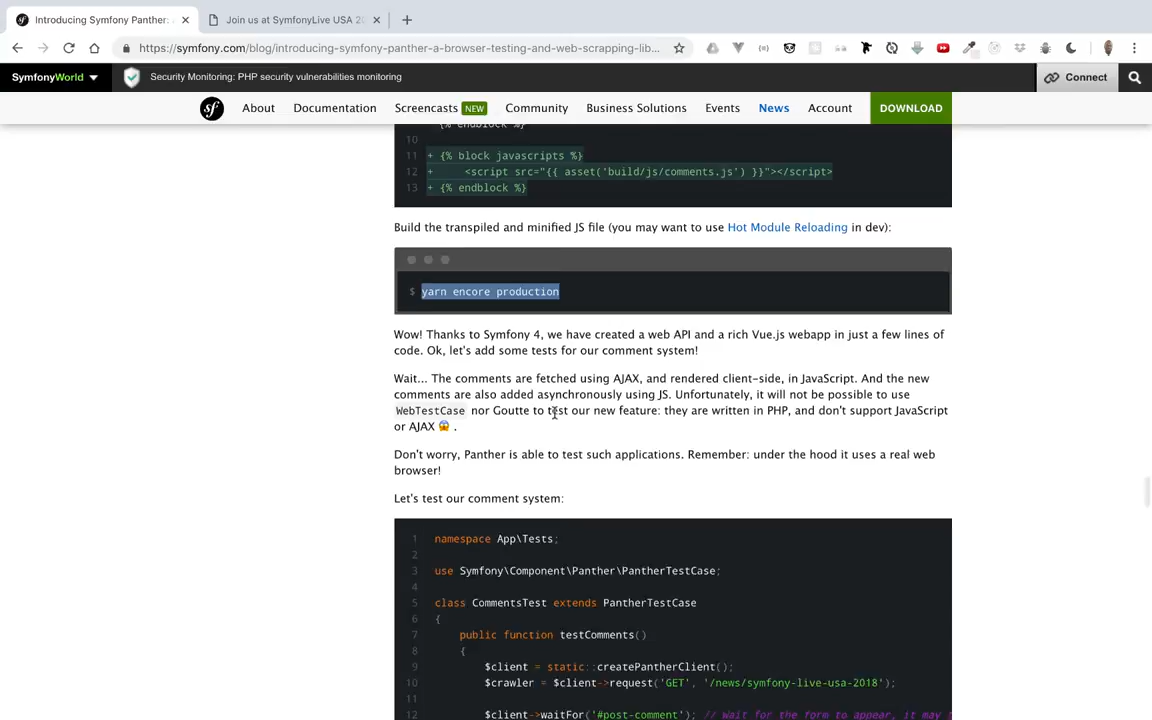 Introducing Symfony Panther:
Join us at SymfonyLive USA 20
https://symfony.com/blog/introducing-symfony-panther-a-browser-testing-and-web-scrapping-lib...
SymfonyWorld
Security Monitoring: PHP security vulnerabilities monitoring
Connect
sf About Documentation Screencasts NEW Community Business Solutions Events News Account DOWNLOAD
{% endblock %}
10
11 + {% block javascripts %}
12 + <script src="{{ asset('build/js/comments.js') }}"></script>
13 + {% endblock %}
Build the transpiled and minified JS file (you may want to use Hot Module Reloading in dev):
$ yarn encore production
Wow! Thanks to Symfony 4, we have created a web API and a rich Vue.js webapp in just a few lines of
code. Ok, let's add some tests for our comment system!
Wait... The comments are fetched using AJAX, and rendered client-side, in JavaScript. And the new
comments are also added asynchronously using JS. Unfortunately, it will not be possible to use
WebTestCase nor Goutte to test our new feature: they are written in PHP, and don't support JavaScript
or AJAX 😱 .
Don't worry, Panther is able to test such applications. Remember: under the hood it uses a real web
browser!
Let's test our comment system:
1 namespace App\Tests;
2
3 use Symfony\Component\Panther\PantherTestCase;
4
5 class CommentsTest extends PantherTestCase
6 {
7 public function testComments()
8 {
9 $client = static::createPantherClient();
10 $crawler = $client->request('GET', '/news/symfony-live-usa-2018');
11
12 $client->waitFor('#post-comment'); // Wait for the form to appear, it may